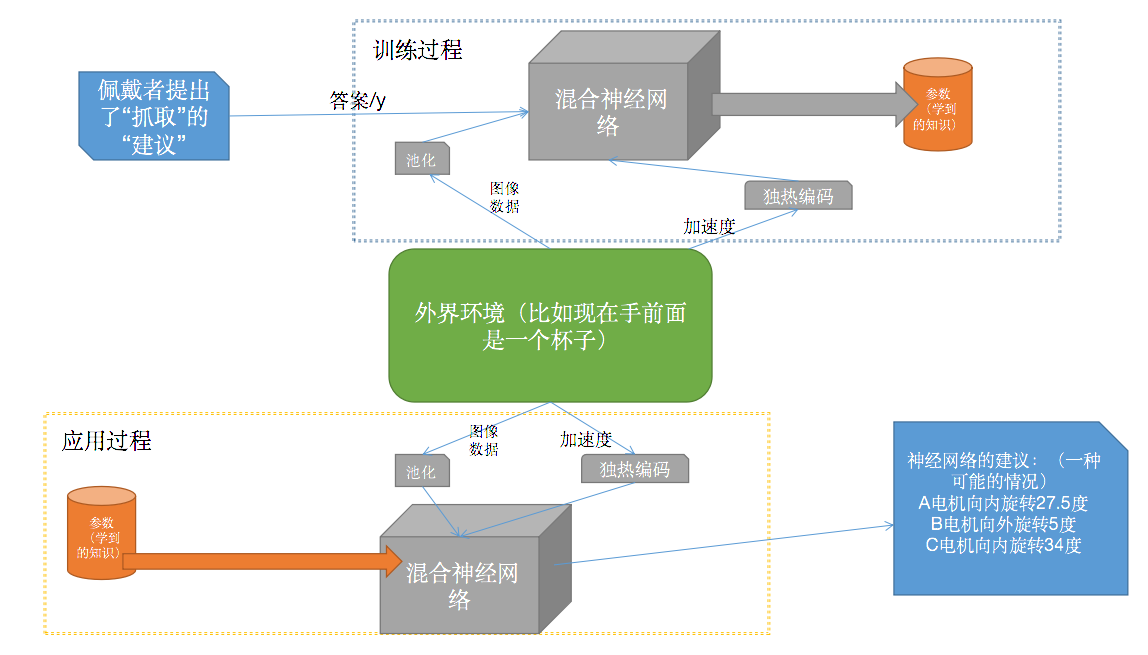 训练过程
佩戴者提出
了“抓取”的
“建议”
答案/y
混合神经网
络
参数
（学到
的知识）
池化
图像
数据
独热编码
加速度
外界环境（比如现在手前面
是一个杯子）
应用过程
图像
数据
加速度
池化
独热编码
参数
（学到
的知识）
混合神经网
络
神经网络的建议：（一种
可能的情况）
A电机向内旋转27.5度
B电机向外旋转5度
C电机向内旋转34度